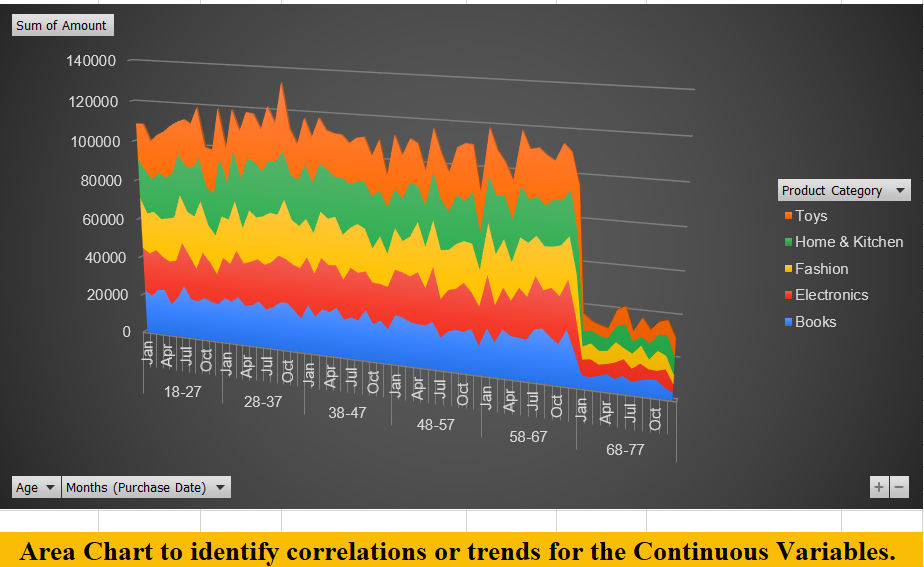 Sum of Amount
140000
120000
100000
80000
60000
40000
20000
0
Jan Apr Jul Oct Jan Apr Jul Oct Jan Apr Jul Oct Jan Apr Jul Oct Jan Apr Jul Oct Jan Apr Jul Oct
18-27 28-37 38-47 48-57 58-67 68-77
Product Category
Toys
Home & Kitchen
Fashion
Electronics
Books
Age Months (Purchase Date)
+ −
Area Chart to identify correlations or trends for the Continuous Variables.